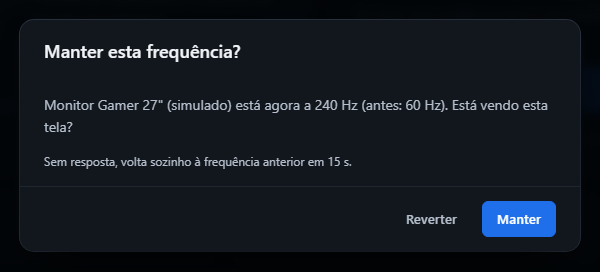 Manter esta frequência?
Monitor Gamer 27" (simulado) está agora a 240 Hz (antes: 60 Hz). Está vendo esta
tela?
Sem resposta, volta sozinho à frequência anterior em 15 s.
Reverter Manter